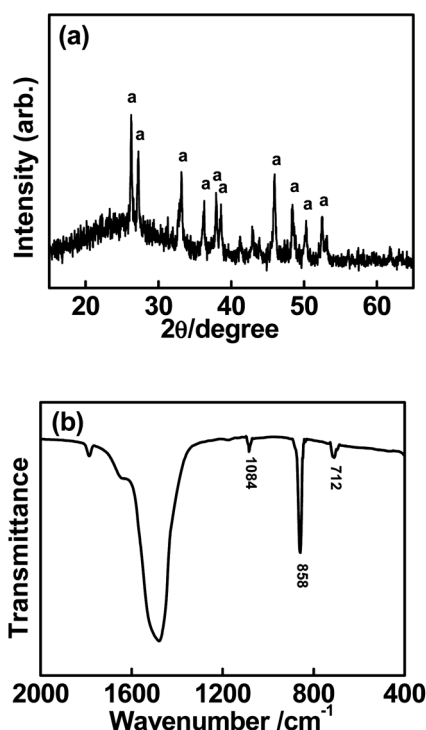 (a)
Intensity (arb.)
a
a
a
a
a
a
a
a
a
a
20 30 40 50 60
2θ/degree
(b)
Transmittance
1084
858
712
2000 1600 1200 800 400
Wavenumber /cm-1